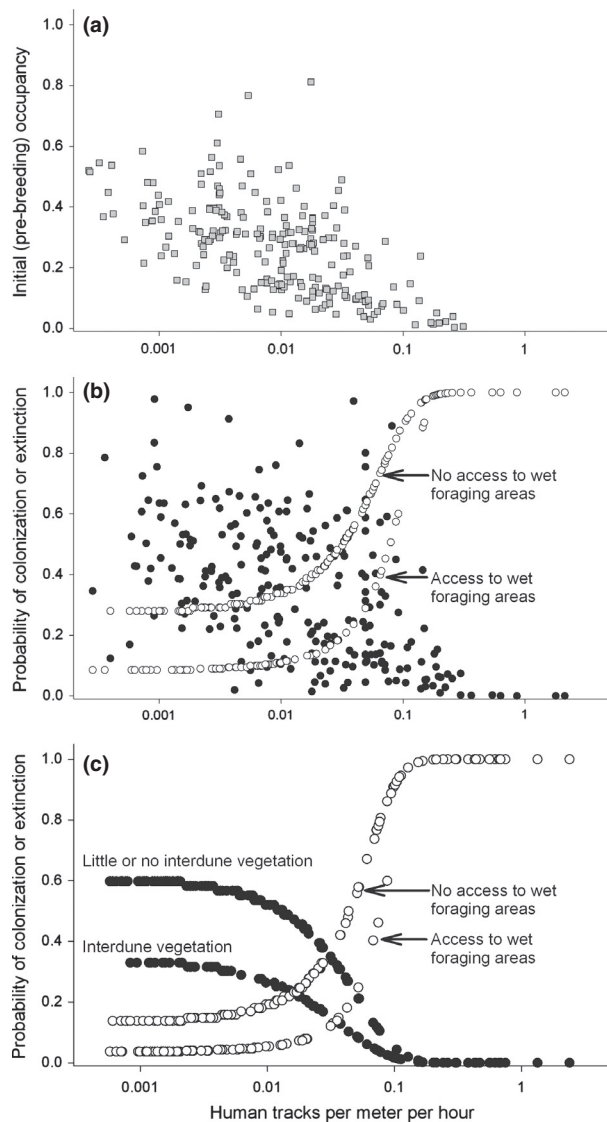 (a)
Initial (pre-breeding) occupancy
1.0
0.8
0.6
0.4
0.2
0.0
0.001
0.01
0.1
1
(b)
Probability of colonization or extinction
1.0
0.8
0.6
0.4
0.2
0.0
No access to wet
foraging areas
Access to wet
foraging areas
0.001
0.01
0.1
1
(c)
Probability of colonization or extinction
1.0
0.8
0.6
0.4
0.2
0.0
Little or no interdune vegetation
Interdune vegetation
No access to wet
foraging areas
Access to wet
foraging areas
0.001
0.01
0.1
1
Human tracks per meter per hour